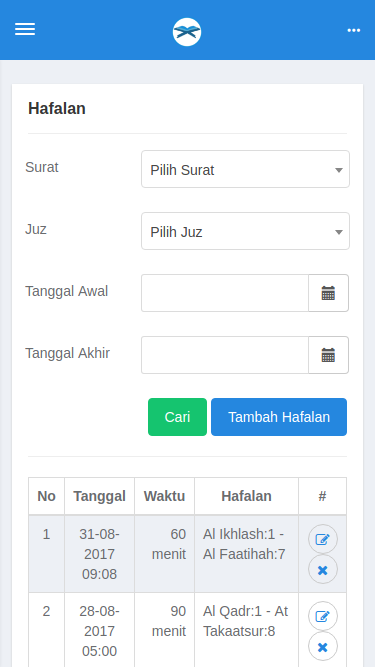 Hafalan
Surat
Pilih Surat
Juz
Pilih Juz
Tanggal Awal
Tanggal Akhir
Cari Tambah Hafalan
No Tanggal Waktu Hafalan #
1 31-08- 60 Al Ikhlash:1 -
2017 menit Al Faatihah:7
09:08
2 28-08- 90 Al Qadr:1 - At
2017 menit Takaatsur:8
05:00